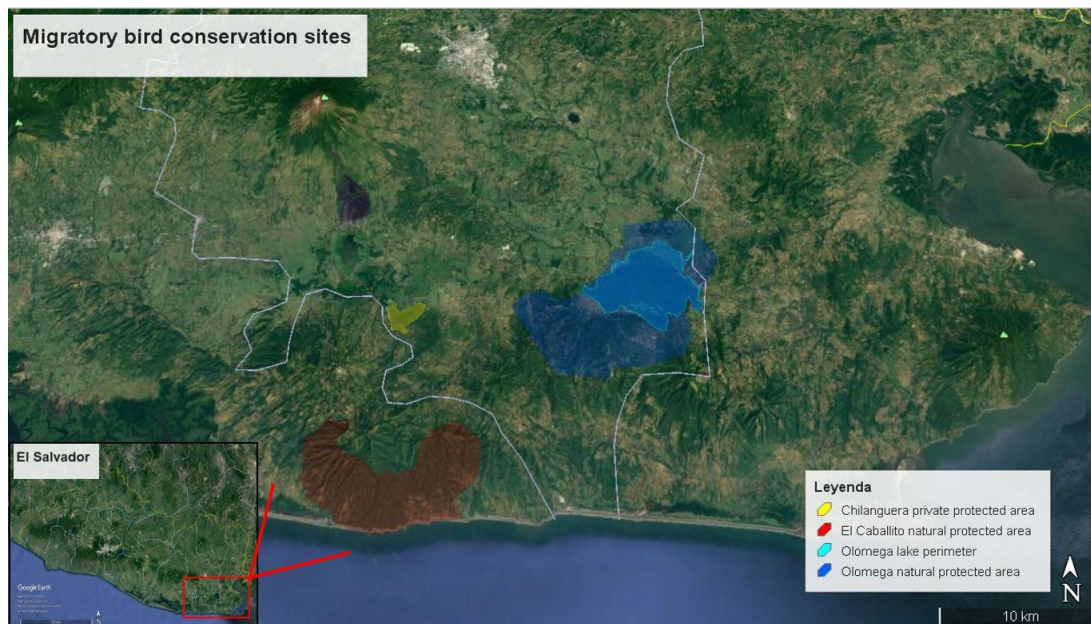 Migratory bird conservation sites
El Salvador
Google Earth
Leyenda
Chilanguera private protected area
El Caballito natural protected area
Olomega lake perimeter
Olomega natural protected area
N
10 km
N